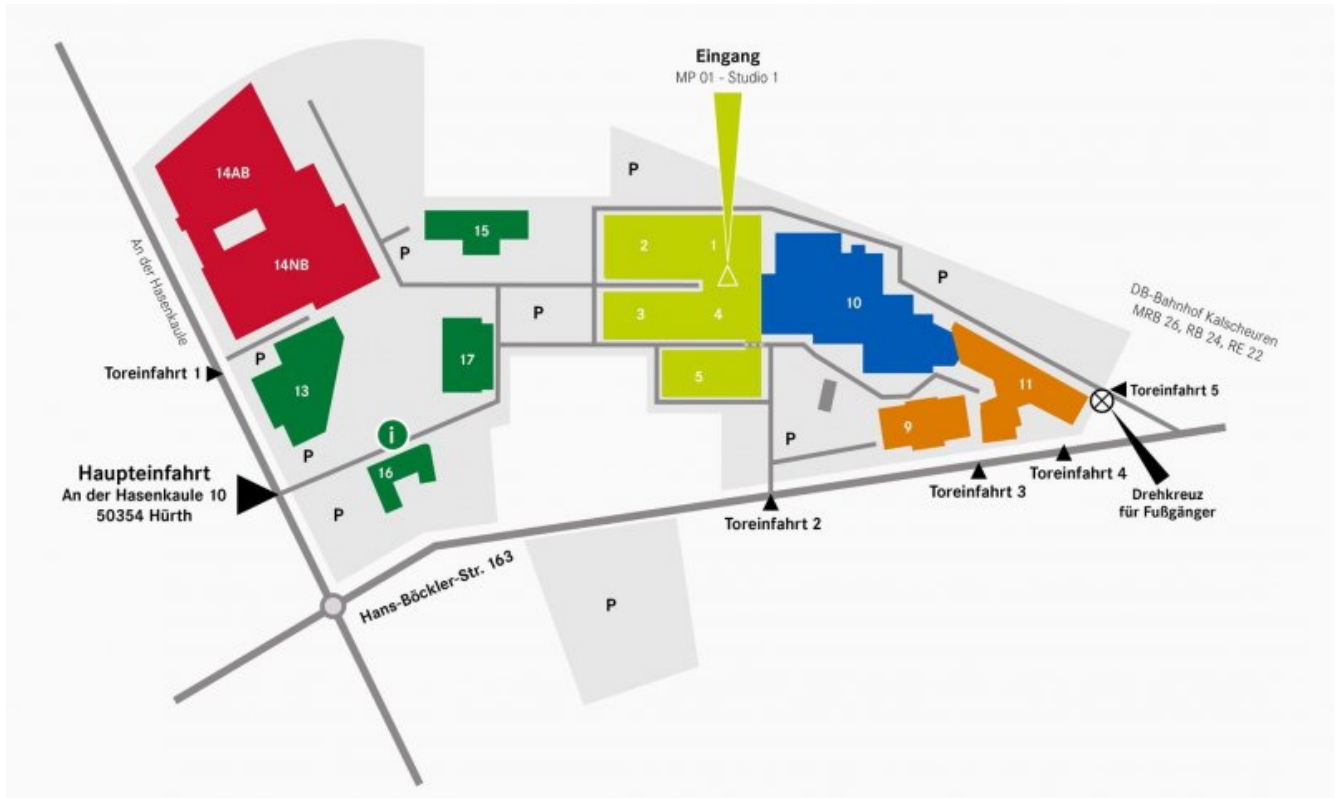 Eingang
MP 01 - Studio 1
14AB
P
15
2
1
An der Hasenkaule
P
14NB
P
10
DB-Bahnhof Kalscheuren
MRB 26, RB 24, RE 22
P
3
4
P
17
Toreinfahrt 1
13
5
11
Toreinfahrt 5
9
i
P
P
Haupteinfahrt
An der Hasenkaule 10
50354 Hürth
16
P
Toreinfahrt 4
Toreinfahrt 3
Drehkreuz
für Fußgänger
Toreinfahrt 2
Hans-Böckler-Str. 163
P